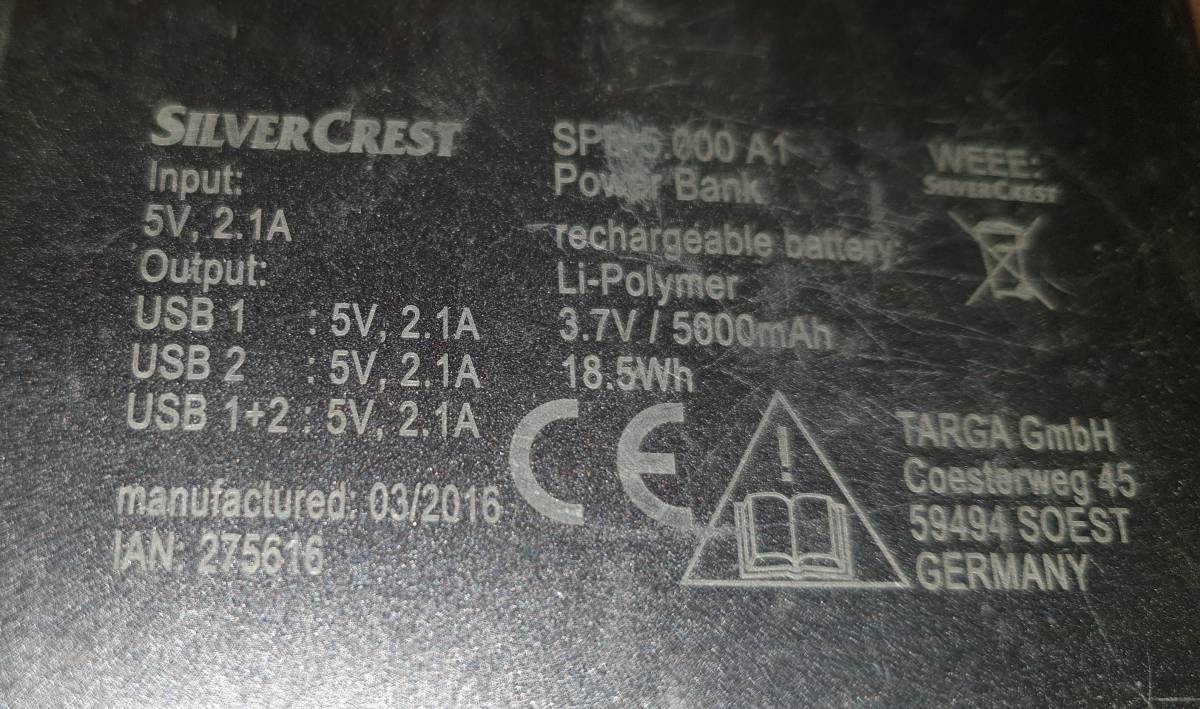 SILVERCREST
Input:
5V, 2.1A
Output:
USB 1 : 5V, 2.1A
USB 2 : 5V, 2.1A
USB 1+2 : 5V, 2.1A
manufactured: 03/2016
IAN: 275616
A1
Power Bank
rechargeable battery:
Li-Polymer
3.7V / 5000mAh
18.5Wh
CE
!
WEEE:
SILVERCREST
TARGA GmbH
Coesterweg 45
59494 SOEST
GERMANY